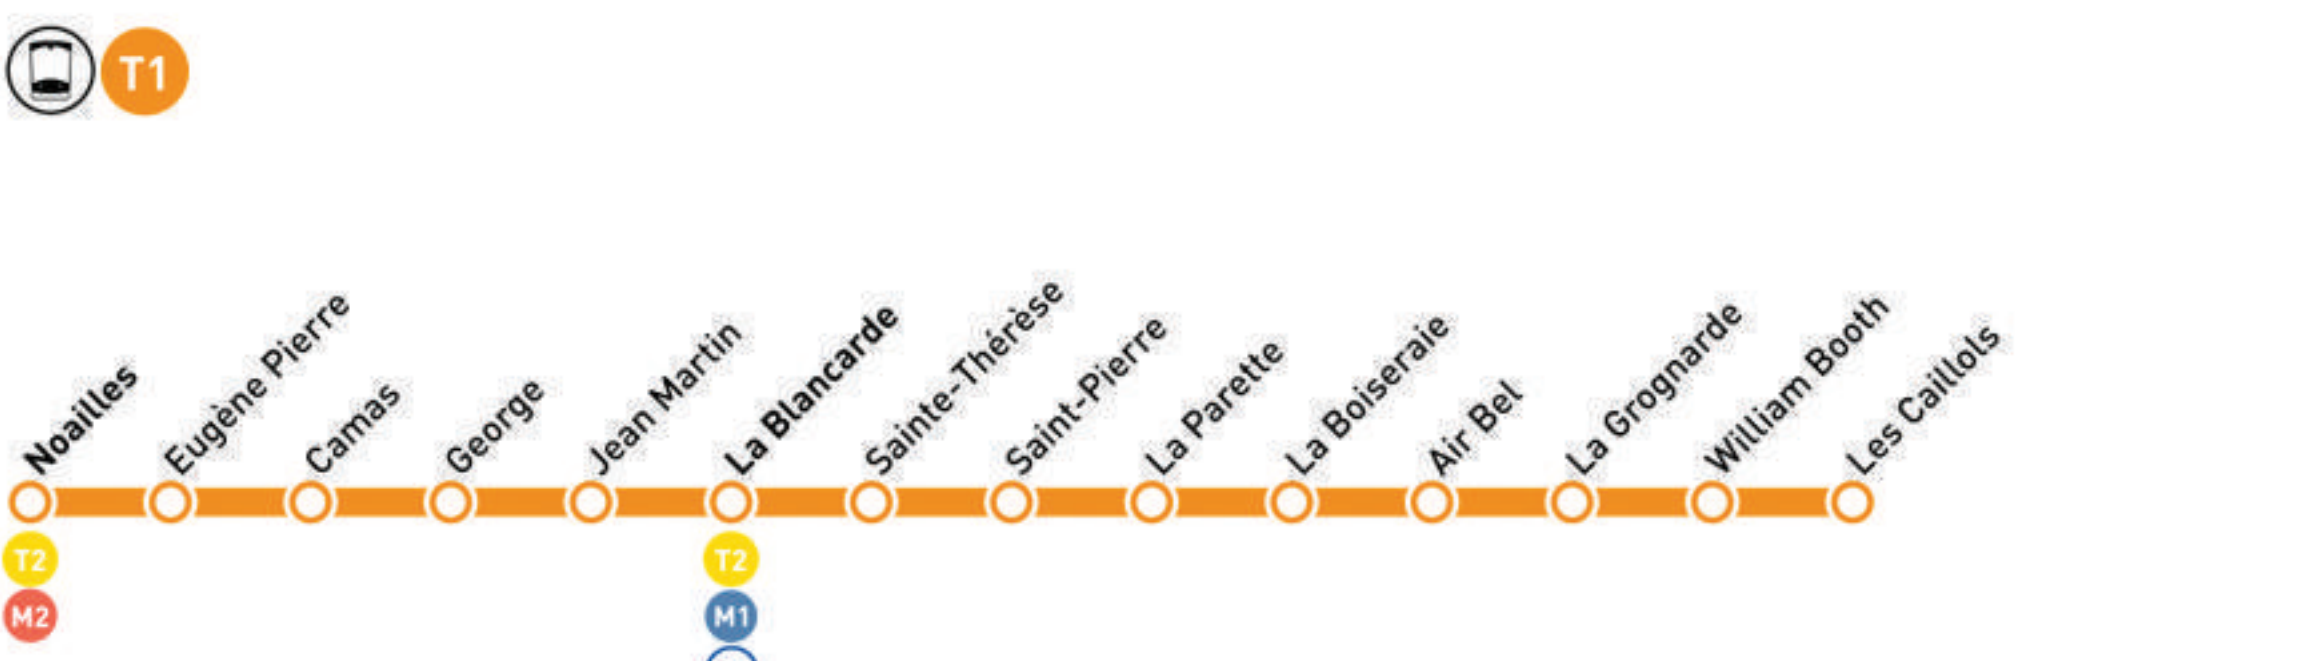 T1
Noailles
Eugène Pierre
Camas
George
Jean Martin
La Blancarde
Sainte-Thérèse
Saint-Pierre
La Parette
La Boiseraie
Air Bel
La Grognarde
William Booth
Les Caillols
T2
M2
T2
M1